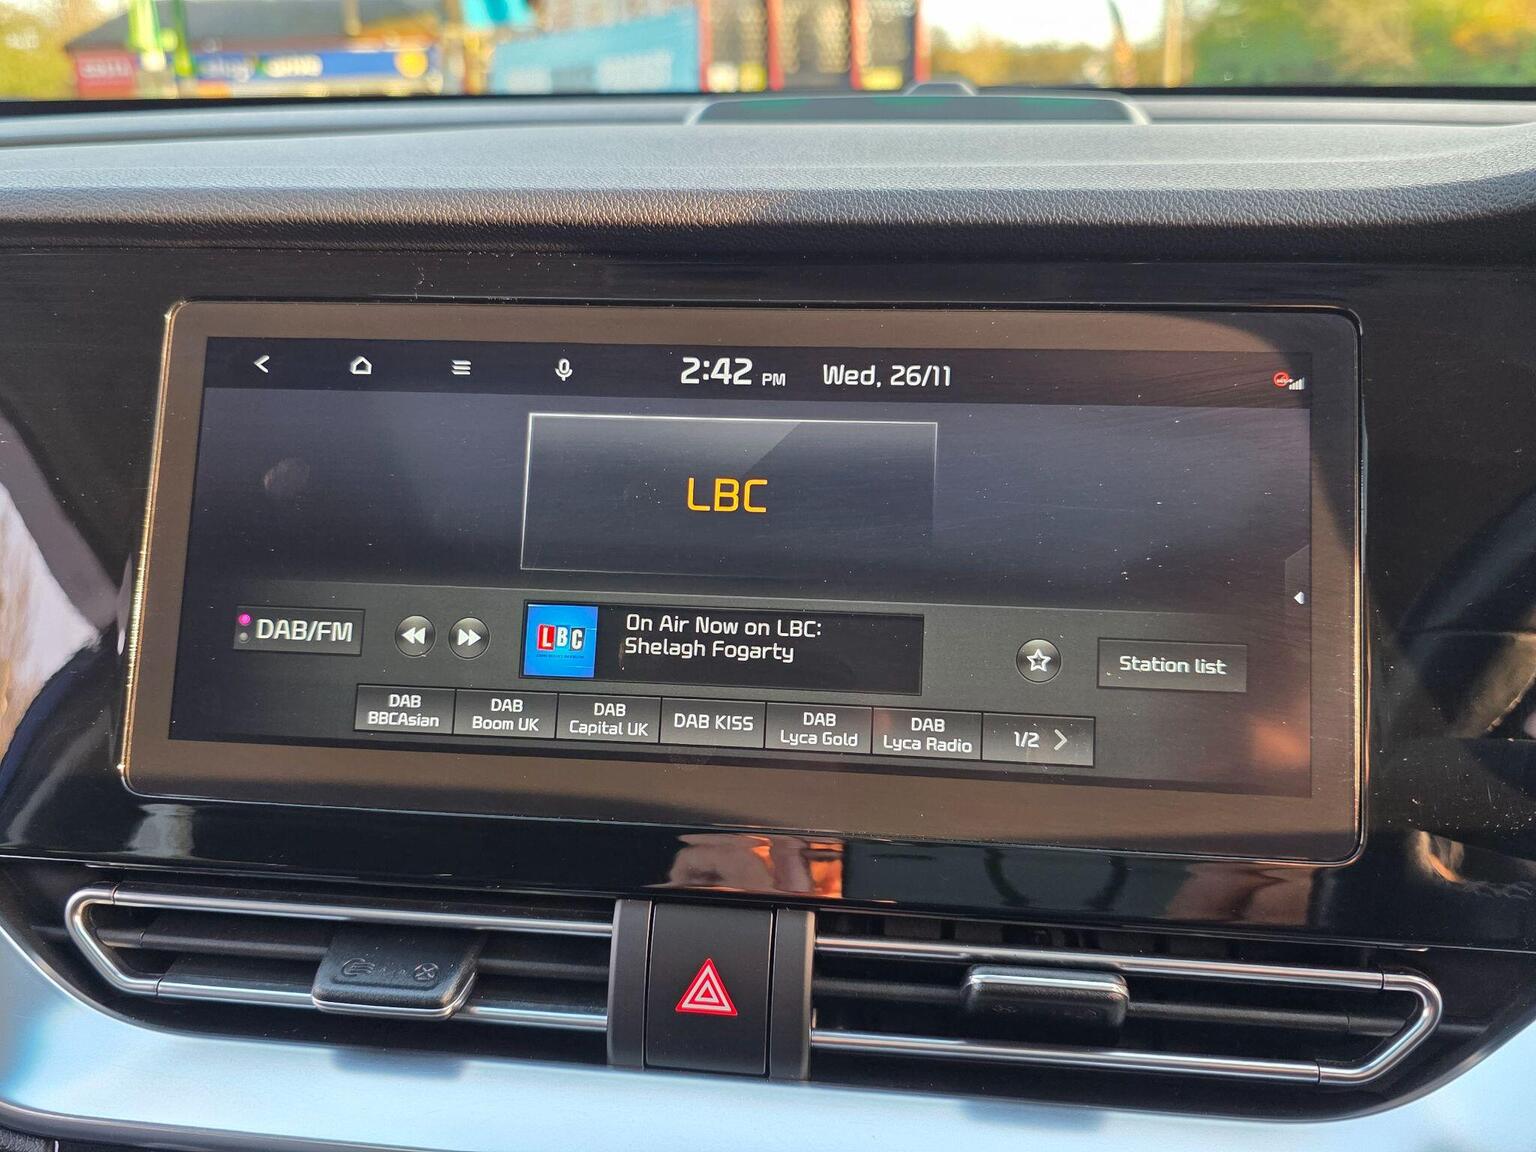 2:42 PM Wed, 26/11
LBC
DAB/FM
LBC
On Air Now on LBC:
Shelagh Fogarty
Station list
DAB
BBCAsian
DAB
Boom UK
DAB
Capital UK
DAB KISS
DAB
Lyca Gold
DAB
Lyca Radio
1/2